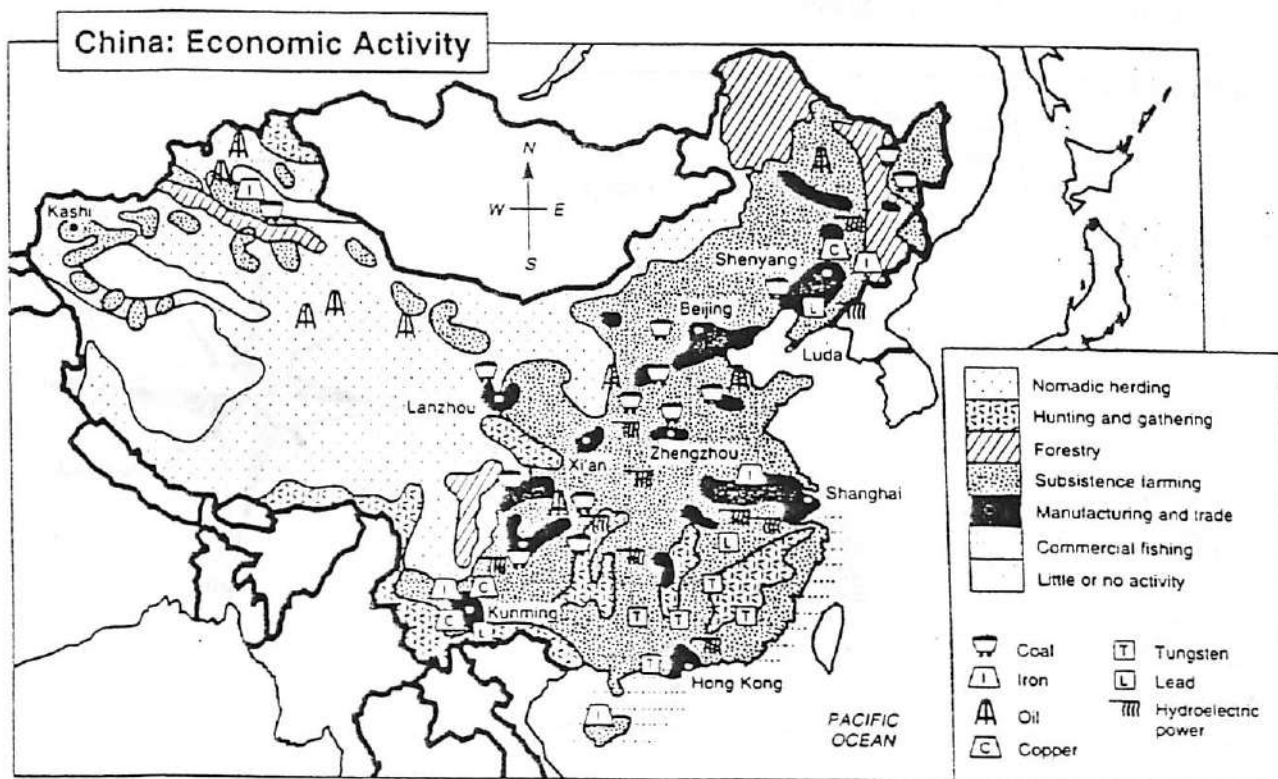 China: Economic Activity
N
W E
S
Kashi
Shenyang
Beijing
Luda
Lanzhou
Xi'an
Zhengzhou
Shanghai
Kunming
Hong Kong
PACIFIC
OCEAN
I
C
I
L
I
L
I
C
C
L
T
T
T
T
T
I
Nomadic herding
Hunting and gathering
Forestry
Subsistence farming
Manufacturing and trade
Commercial fishing
Little or no activity
Coal
I Iron
Oil
C Copper
T Tungsten
L Lead
Hydroelectric
power